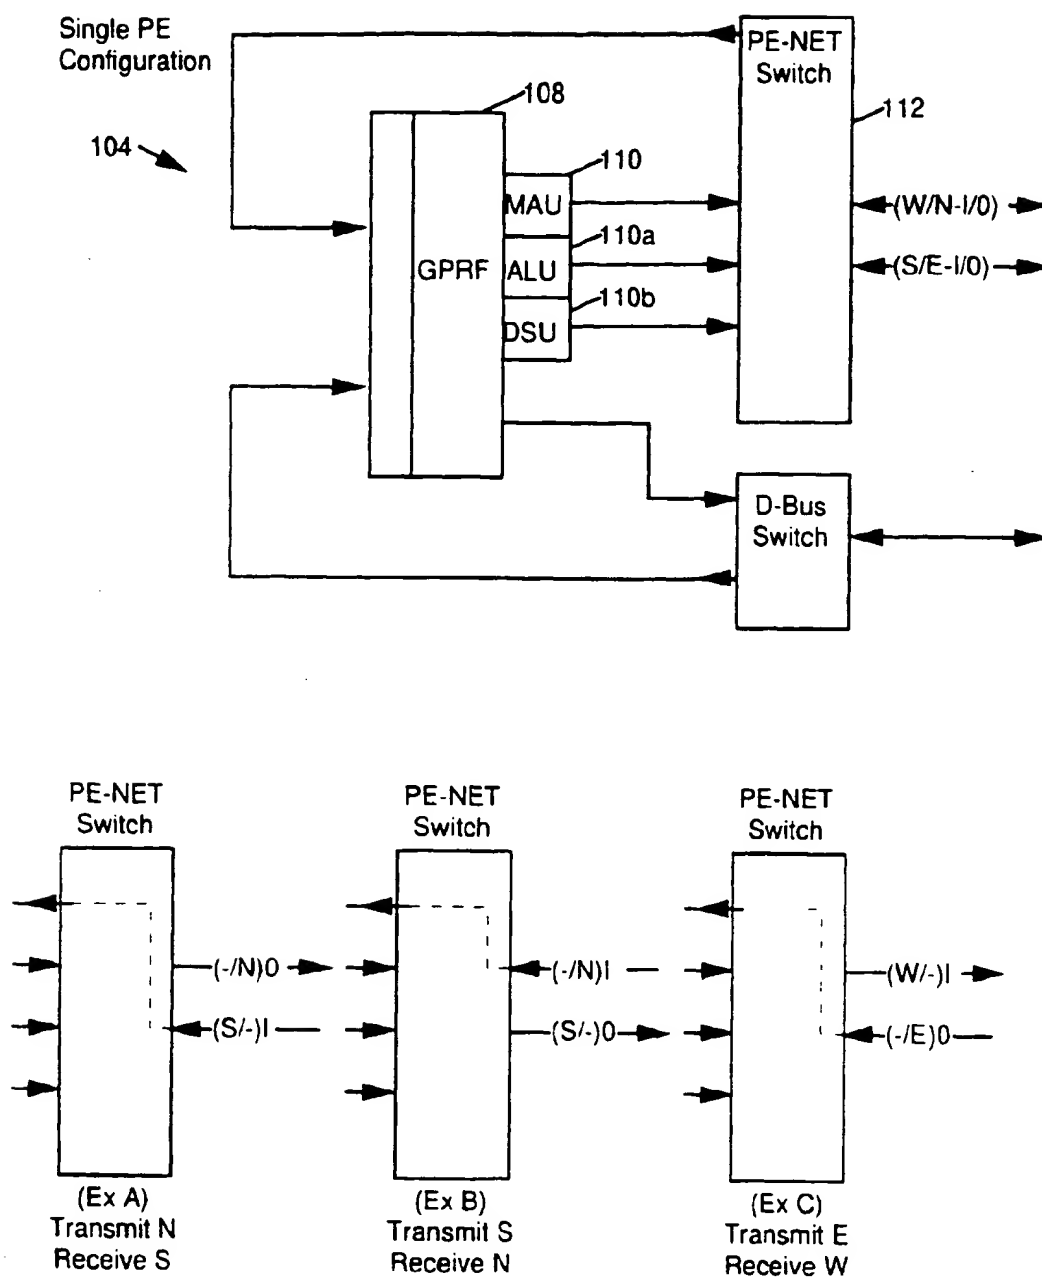 Single PE
Configuration
104
108
GPRF
110
MAU
110a
ALU
110b
DSU
PE-NET
Switch
112
(W/N-I/0)
(S/E-I/0)
D-Bus
Switch
PE-NET
Switch
(-/N)0
(S/-)I
(Ex A)
Transmit N
Receive S
PE-NET
Switch
(-/N)I
(S/-)0
(Ex B)
Transmit S
Receive N
PE-NET
Switch
(W/-)I
(-/E)0
(Ex C)
Transmit E
Receive W